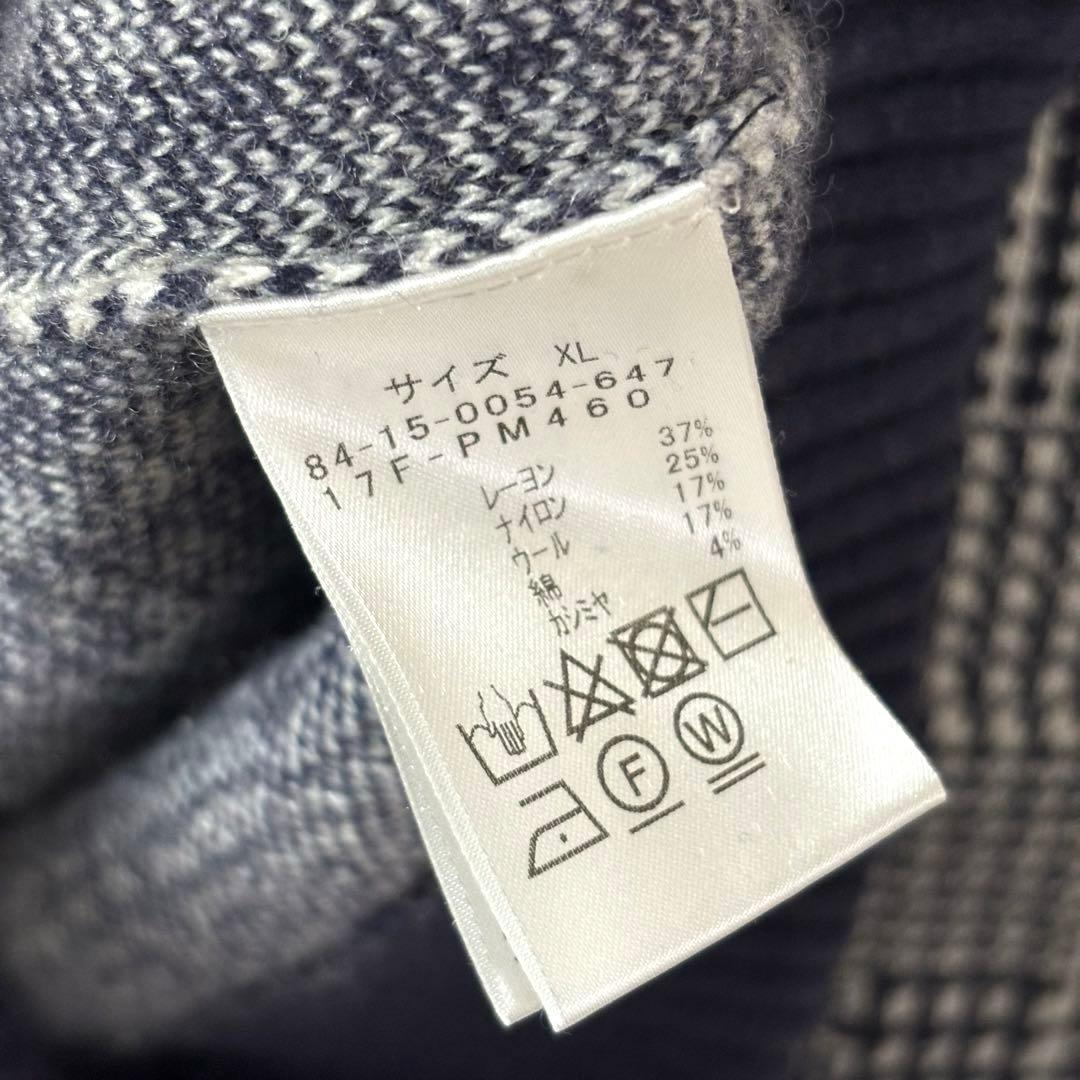 サイズ XL
84-15-0054-647
17F-PM460
レーヨン 37%
ナイロン 25%
ウール 17%
綿 17%
カシミヤ 4%
F W